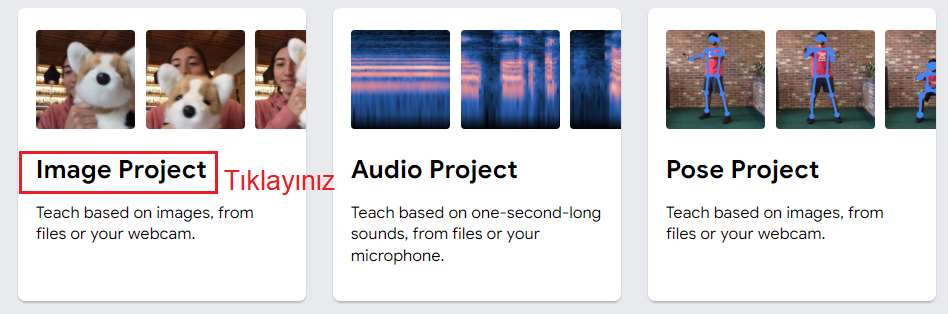 Image Project
Tıklayınız
Teach based on images, from
files or your webcam.
Audio Project
Teach based on one-second-long
sounds, from files or your
microphone.
Pose Project
Teach based on images, from
files or your webcam.